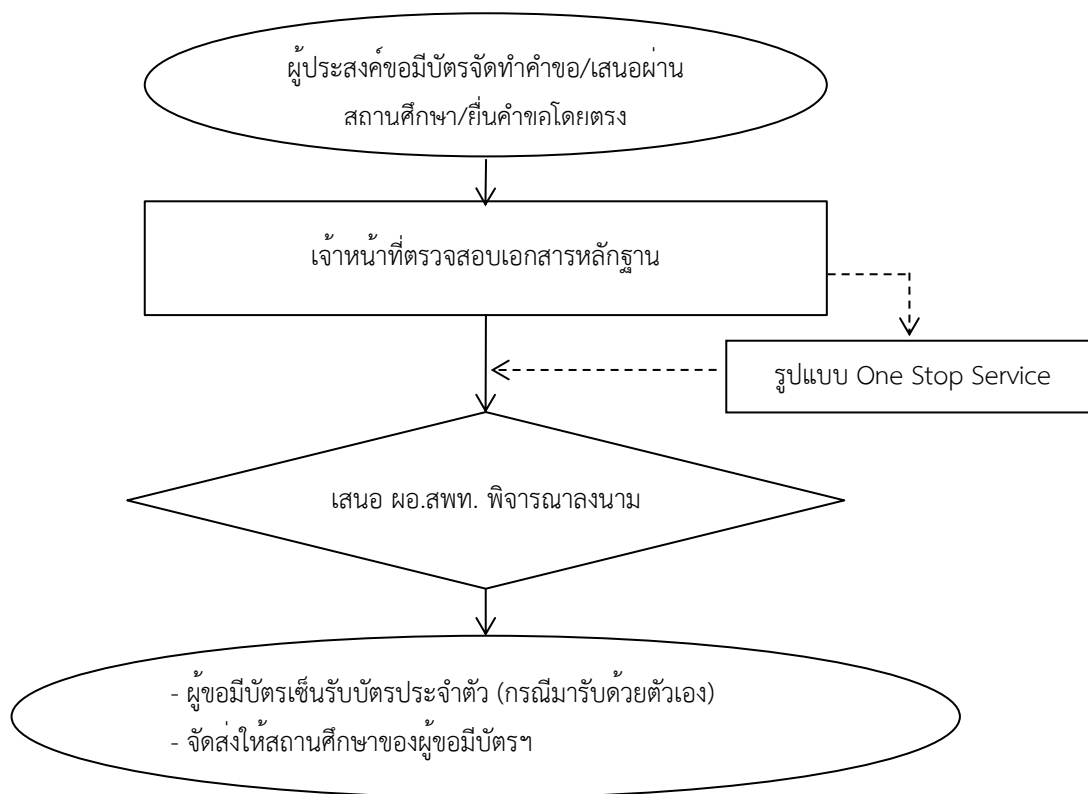 ผู้ประสงค์ขอมีบัตรจัดทำคำขอ/เสนอผ่าน
สถานศึกษา/ยื่นคำขอโดยตรง
เจ้าหน้าที่ตรวจสอบเอกสารหลักฐาน
รูปแบบ One Stop Service
เสนอ ผอ.สพท. พิจารณาลงนาม
- ผู้ขอมีบัตรเซ็นรับบัตรประจำตัว (กรณีมารับด้วยตัวเอง)
- จัดส่งให้สถานศึกษาของผู้ขอมีบัตรฯ